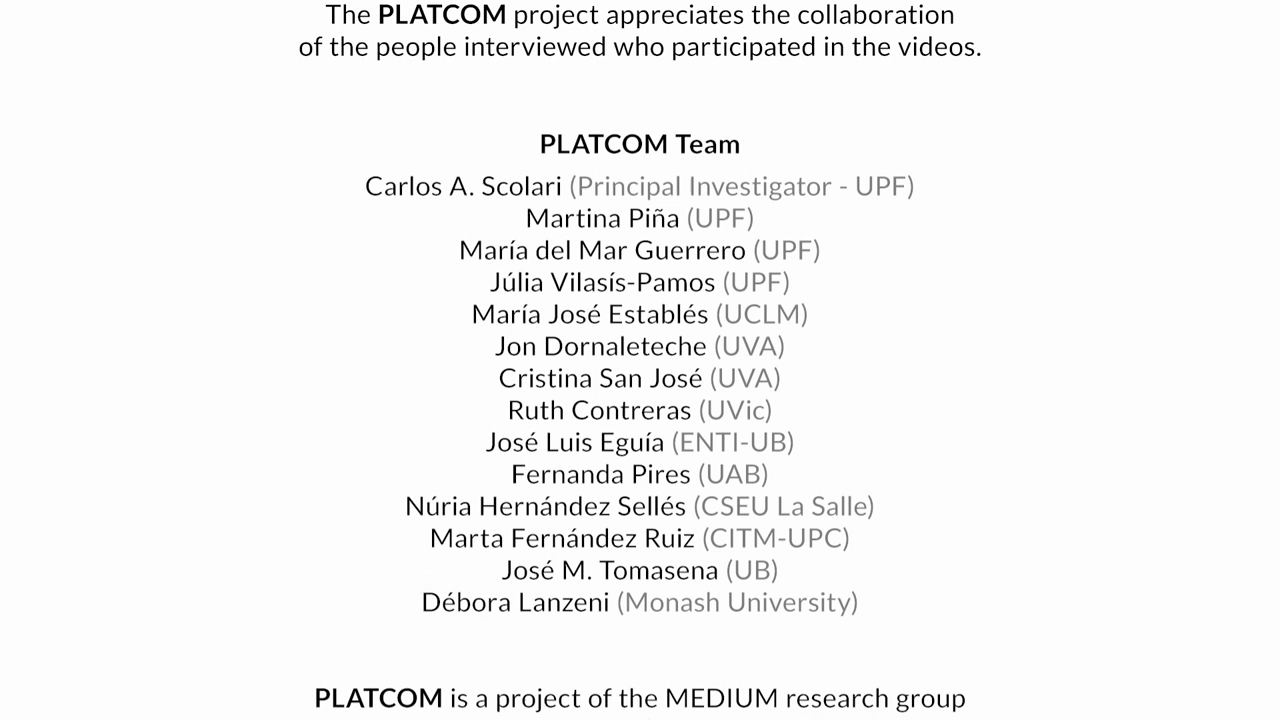 The PLATCOM project appreciates the collaboration
of the people interviewed who participated in the videos.
PLATCOM Team
Carlos A. Scolari (Principal Investigator - UPF)
Martina Piña (UPF)
María del Mar Guerrero (UPF)
Júlia Vilasís-Pamos (UPF)
María José Establés (UCLM)
Jon Dornaleteche (UVA)
Cristina San José (UVA)
Ruth Contreras (UVic)
José Luis Eguía (ENTI-UB)
Fernanda Pires (UAB)
Núria Hernández Sellés (CSEU La Salle)
Marta Fernández Ruiz (CITM-UPC)
José M. Tomasena (UB)
Débora Lanzeni (Monash University)
PLATCOM is a project of the MEDIUM research group